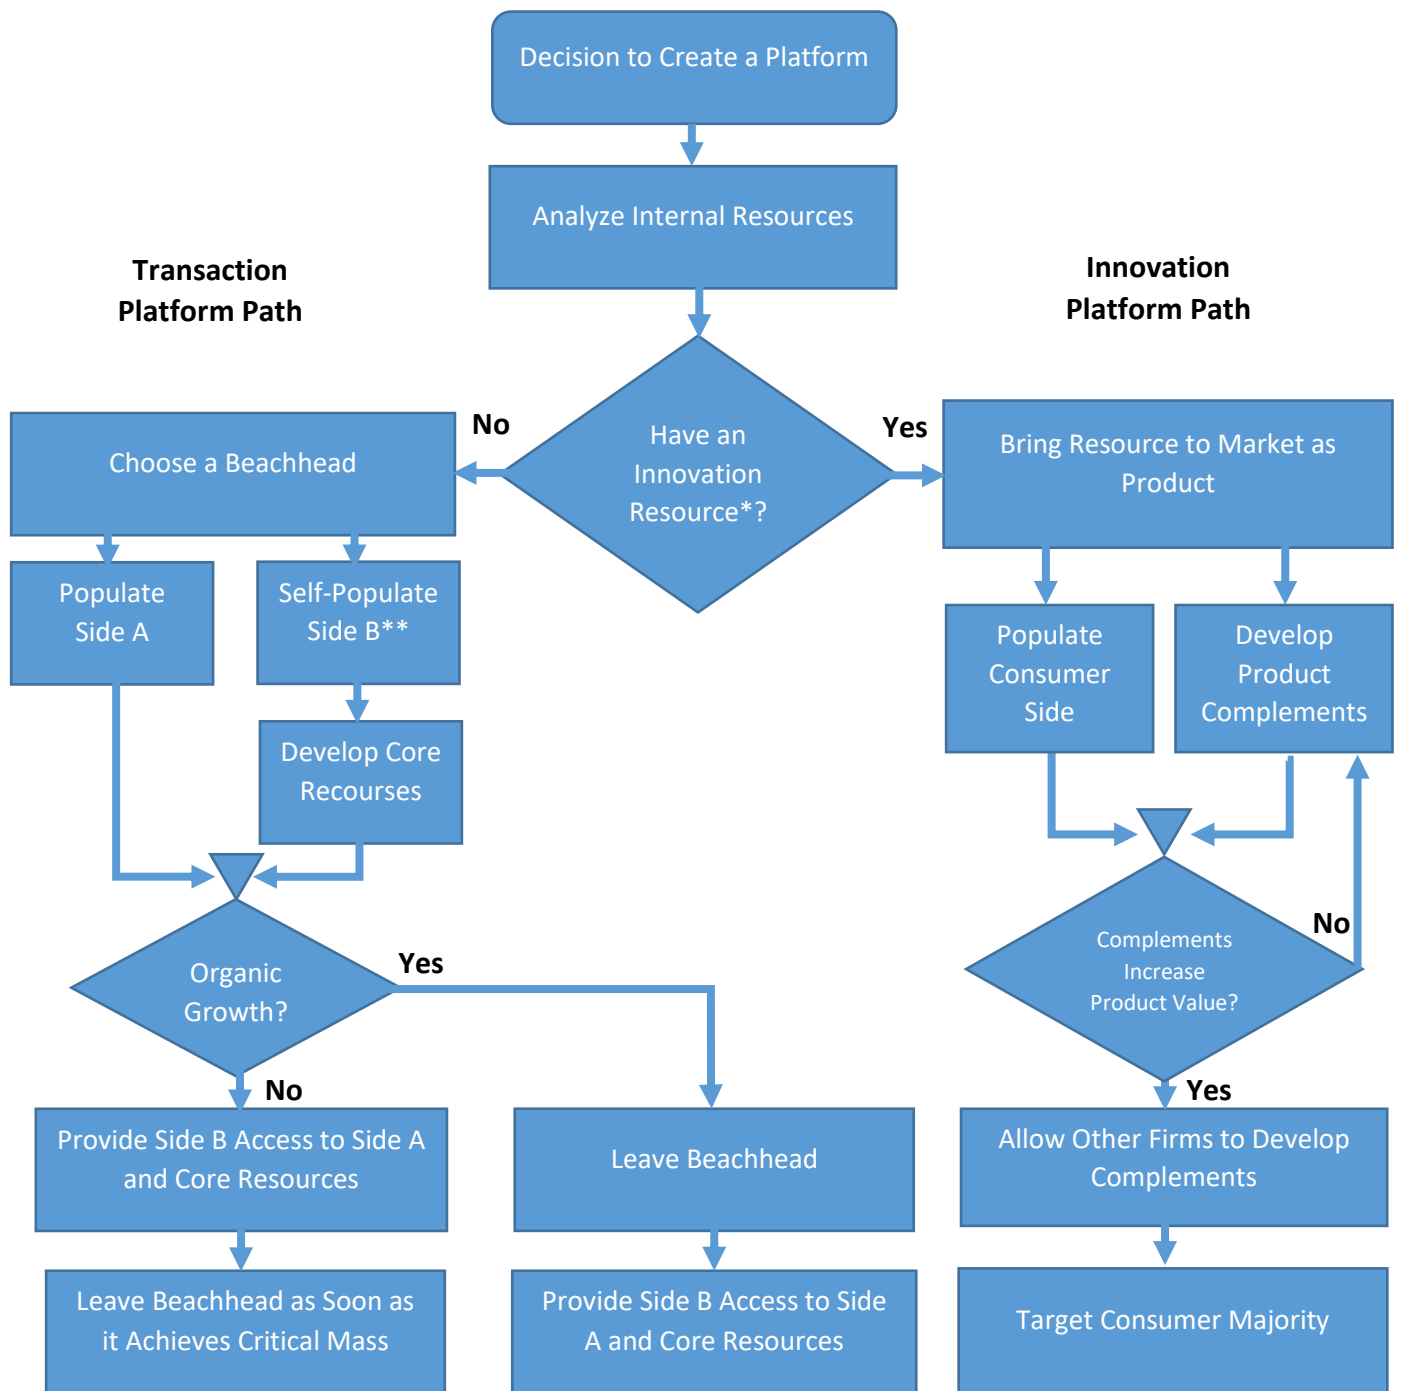 Decision to Create a Platform
Analyze Internal Resources
Transaction
Platform Path
Innovation
Platform Path
No
Have an
Innovation
Resource*?
Yes
Choose a Beachhead
Bring Resource to Market as
Product
Populate
Side A
Self-Populate
Side B**
Populate
Consumer
Side
Develop
Product
Complements
Develop Core
Recourses
Organic
Growth?
Yes
Complements
Increase
Product Value?
No
No
Yes
Provide Side B Access to Side A
and Core Resources
Leave Beachhead
Allow Other Firms to Develop
Complements
Leave Beachhead as Soon as
it Achieves Critical Mass
Provide Side B Access to Side
A and Core Resources
Target Consumer Majority